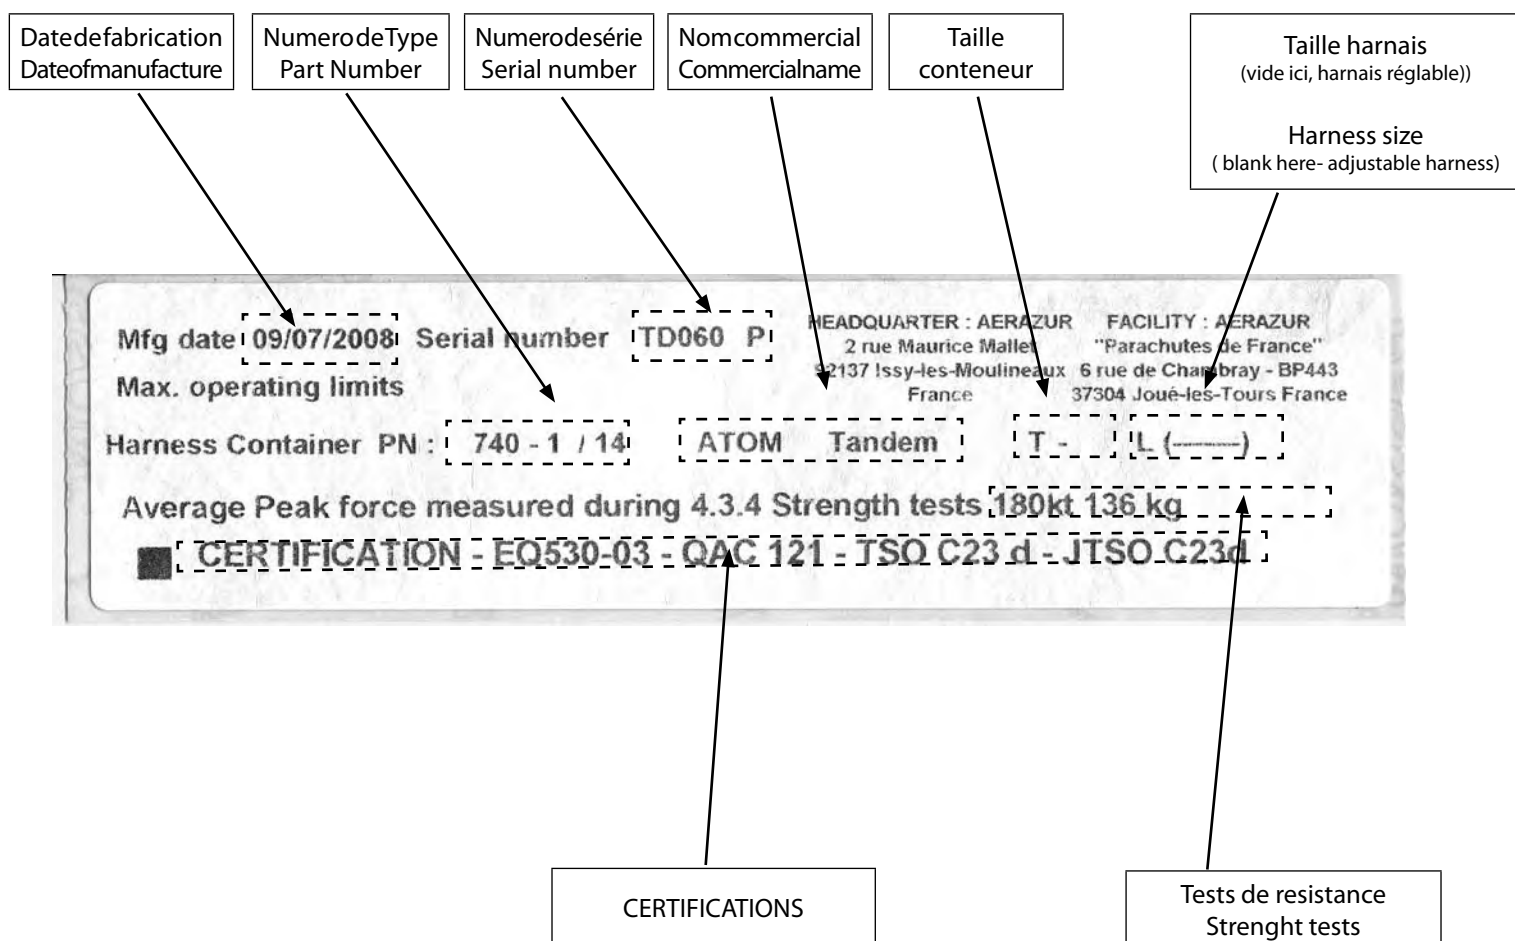 Datedefabrication
Dateofmanufacture
NumerodeType
Part Number
Numerodesérie
Serial number
Nomcommercial
Commercialname
Taille
conteneur
Taille harnais
(vide ici, harnais réglable))
Harness size
( blank here- adjustable harness)
Mfg date 09/07/2008 Serial number TD060 P
HEADQUARTER : AERAZUR
2 rue Maurice Mallet
92137 Issy-les-Moulineaux
France
FACILITY : AERAZUR
"Parachutes de France"
6 rue de Chambray - BP443
37304 Joué-les-Tours France
Max. operating limits
Harness Container PN : 740 - 1 / 14 ATOM Tandem T - L (-------)
Average Peak force measured during 4.3.4 Strength tests 180kt 136 kg
CERTIFICATION - EQ530-03 - QAC 121 - TSO C23 d - JTSO C23d
CERTIFICATIONS
Tests de resistance
Strenght tests